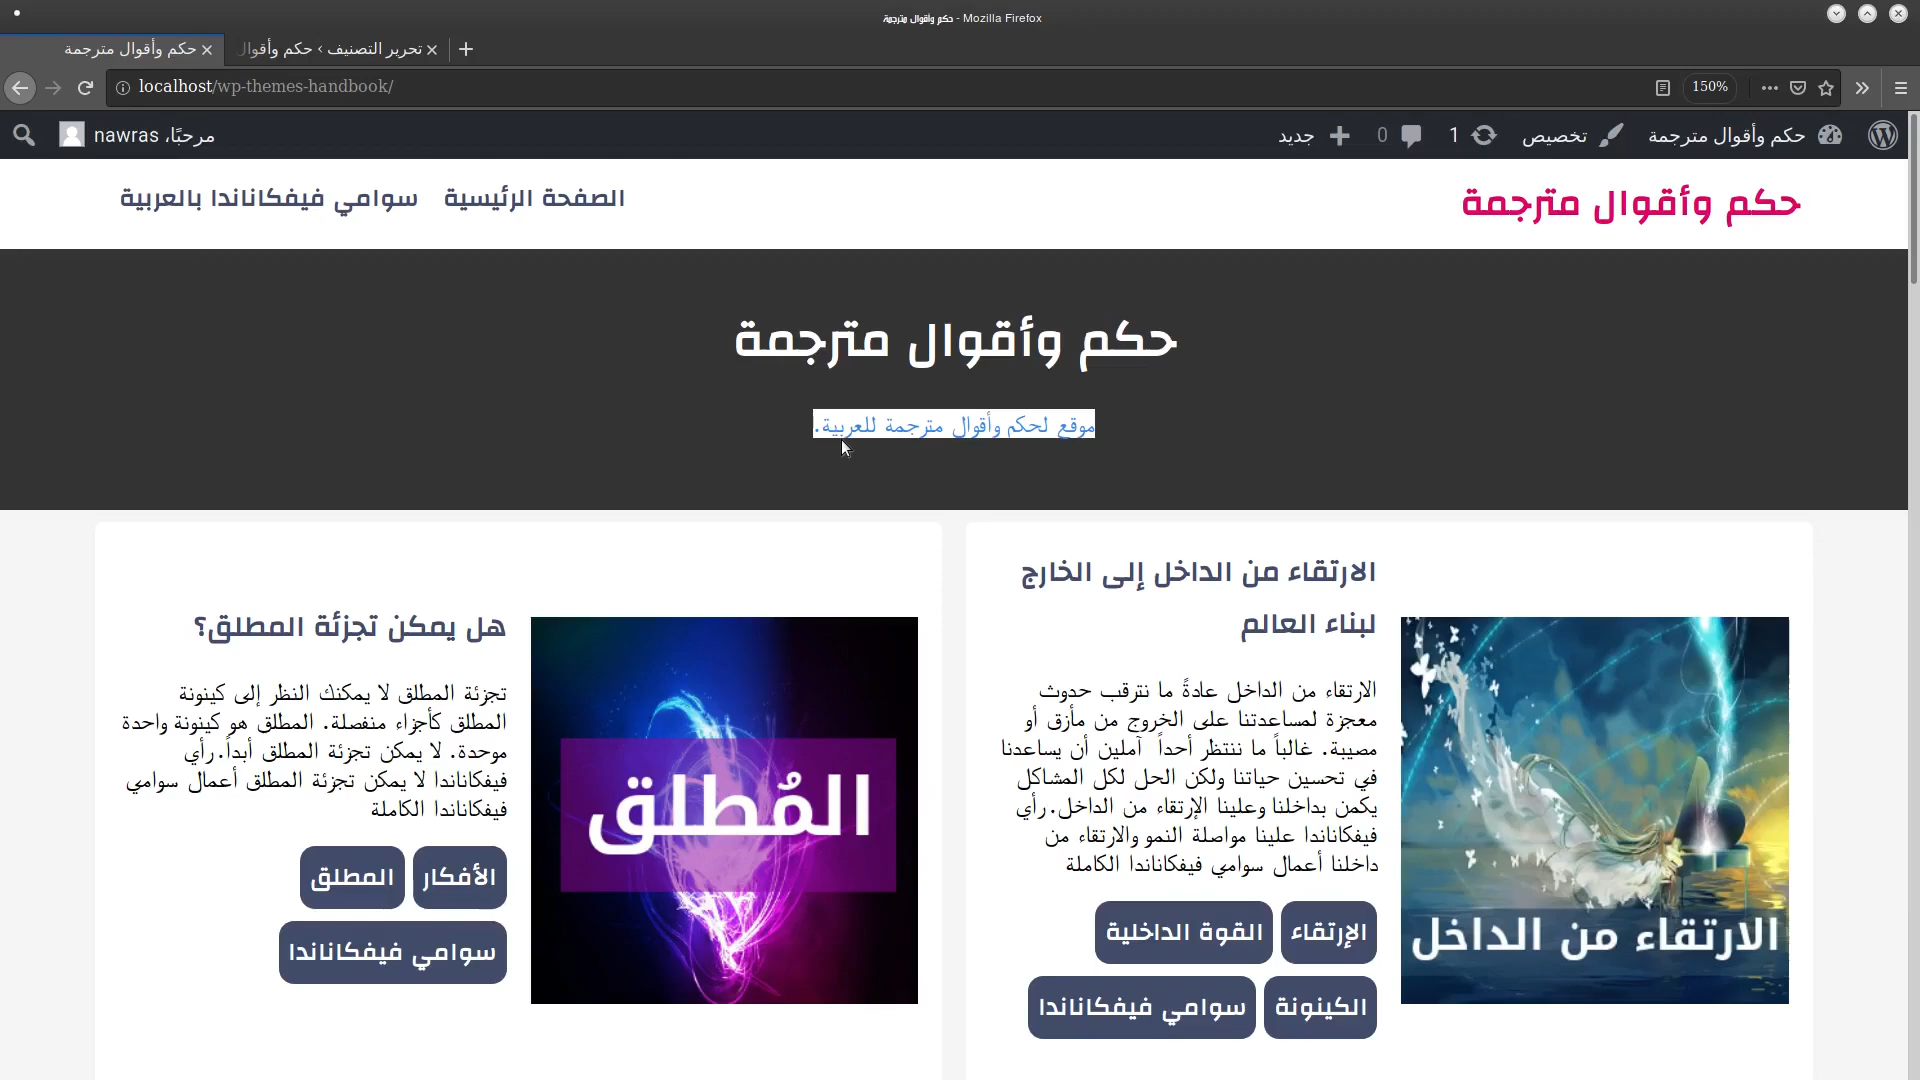 حكم وأقوال مترجمة - Mozilla Firefox
حكم وأقوال مترجمة
تحرير التصنيف ‹ حكم وأقوال
localhost/wp-themes-handbook/
150%
حكم وأقوال مترجمة
تخصيص
1
0
جديد
مرحبًا، nawras
حكم وأقوال مترجمة
الصفحة الرئيسية
سوامي فيفكاناندا بالعربية
حكم وأقوال مترجمة
موقع لحكم وأقوال مترجمة للعربية.
الارتقاء من الداخل إلى الخارج
لبناء العالم
الارتقاء من الداخل عادةً ما نترقب حدوث
معجزة لمساعدتنا على الخروج من مأزق أو
مصيبة. غالباً ما ننتظر أحداً آملين أن يساعدنا
في تحسين حياتنا ولكن الحل لكل المشاكل
يكمن بداخلنا وعلينا الإرتقاء من الداخل. رأي
فيفكاناندا علينا مواصلة النمو والارتقاء من
داخلنا أعمال سوامي فيفكاناندا الكاملة
الإرتقاء
القوة الداخلية
الكينونة
سوامي فيفكاناندا
الارتقاء من الداخل
هل يمكن تجزئة المطلق؟
تجزئة المطلق لا يمكنك النظر إلى كينونة
المطلق كأجزاء منفصلة. المطلق هو كينونة واحدة
موحدة. لا يمكن تجزئة المطلق أبداً. رأي
فيفكاناندا لا يمكن تجزئة المطلق أعمال سوامي
فيفكاناندا الكاملة
الأفكار
المطلق
سوامي فيفكاناندا
المُطلق